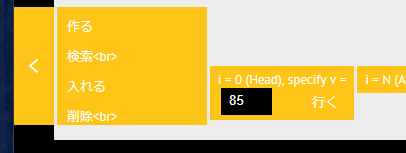 作る
検索<br>
入れる
削除<br>
i = 0 (Head), specify v =
85
行く
i = N (A